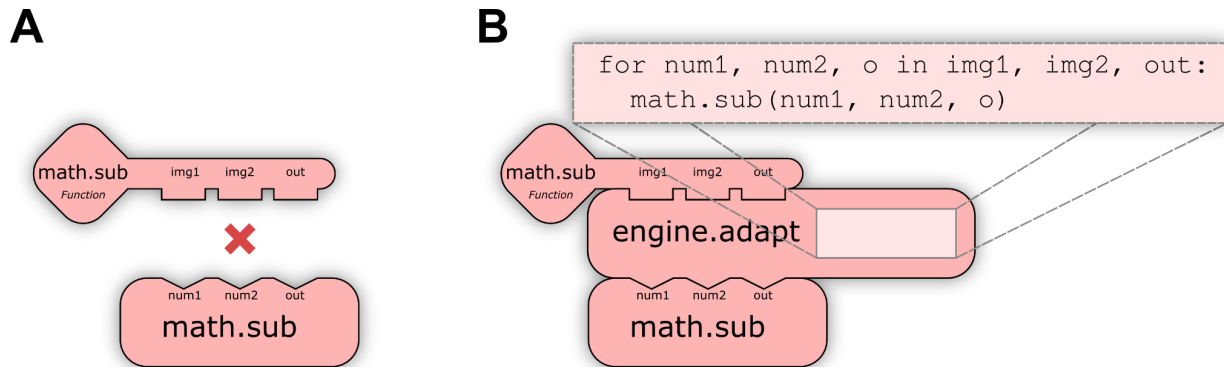 A
math.sub
Function
img1 img2 out
num1 num2 out
math.sub
B
for num1, num2, o in img1, img2, out:
math.sub(num1, num2, o)
math.sub
Function
img1 img2 out
engine.adapt
num1 num2 out
math.sub